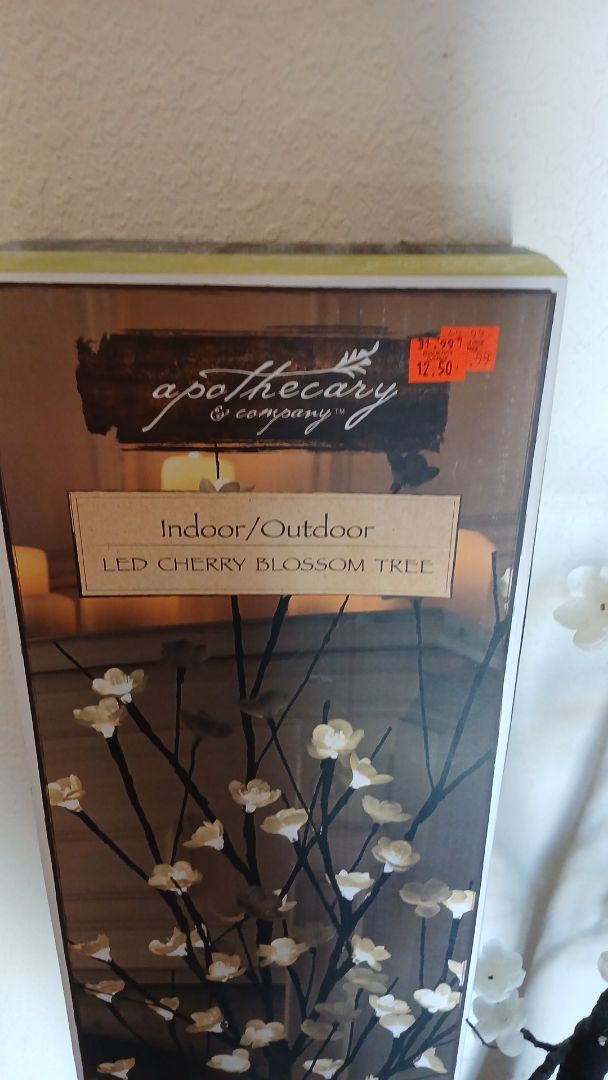 apothecary
& company™
31.99
12.50
Indoor/Outdoor
LED CHERRY BLOSSOM TREE